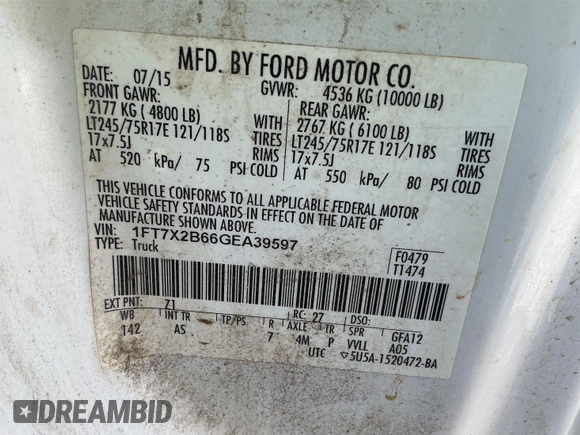 MFD. BY FORD MOTOR CO.
DATE: 07/15 GVWR: 4536 KG (10000 LB)
FRONT GAWR: REAR GAWR:
2177 KG ( 4800 LB) WITH 2767 KG ( 6100 LB) WITH
LT245/75R17E 121/118S TIRES LT245/75R17E 121/118S TIRES
17x7.5J RIMS 17x7.5J RIMS
AT 520 kPa/ 75 PSI COLD AT 550 kPa/ 80 PSI COLD
THIS VEHICLE CONFORMS TO ALL APPLICABLE FEDERAL MOTOR
VEHICLE SAFETY STANDARDS IN EFFECT ON THE DATE OF
MANUFACTURE SHOWN ABOVE.
VIN: 1FT7X2B66GEA39597
TYPE: Truck
F0479
T1474
EXT PNT: Z1 RC: 27 DSO:
WB INT TR TP/PS R AXLE TR SPR GFA12
142 AS 7 4M P VVLL A05
UTC ▽5U5A-1520472-BA
DREAMBID